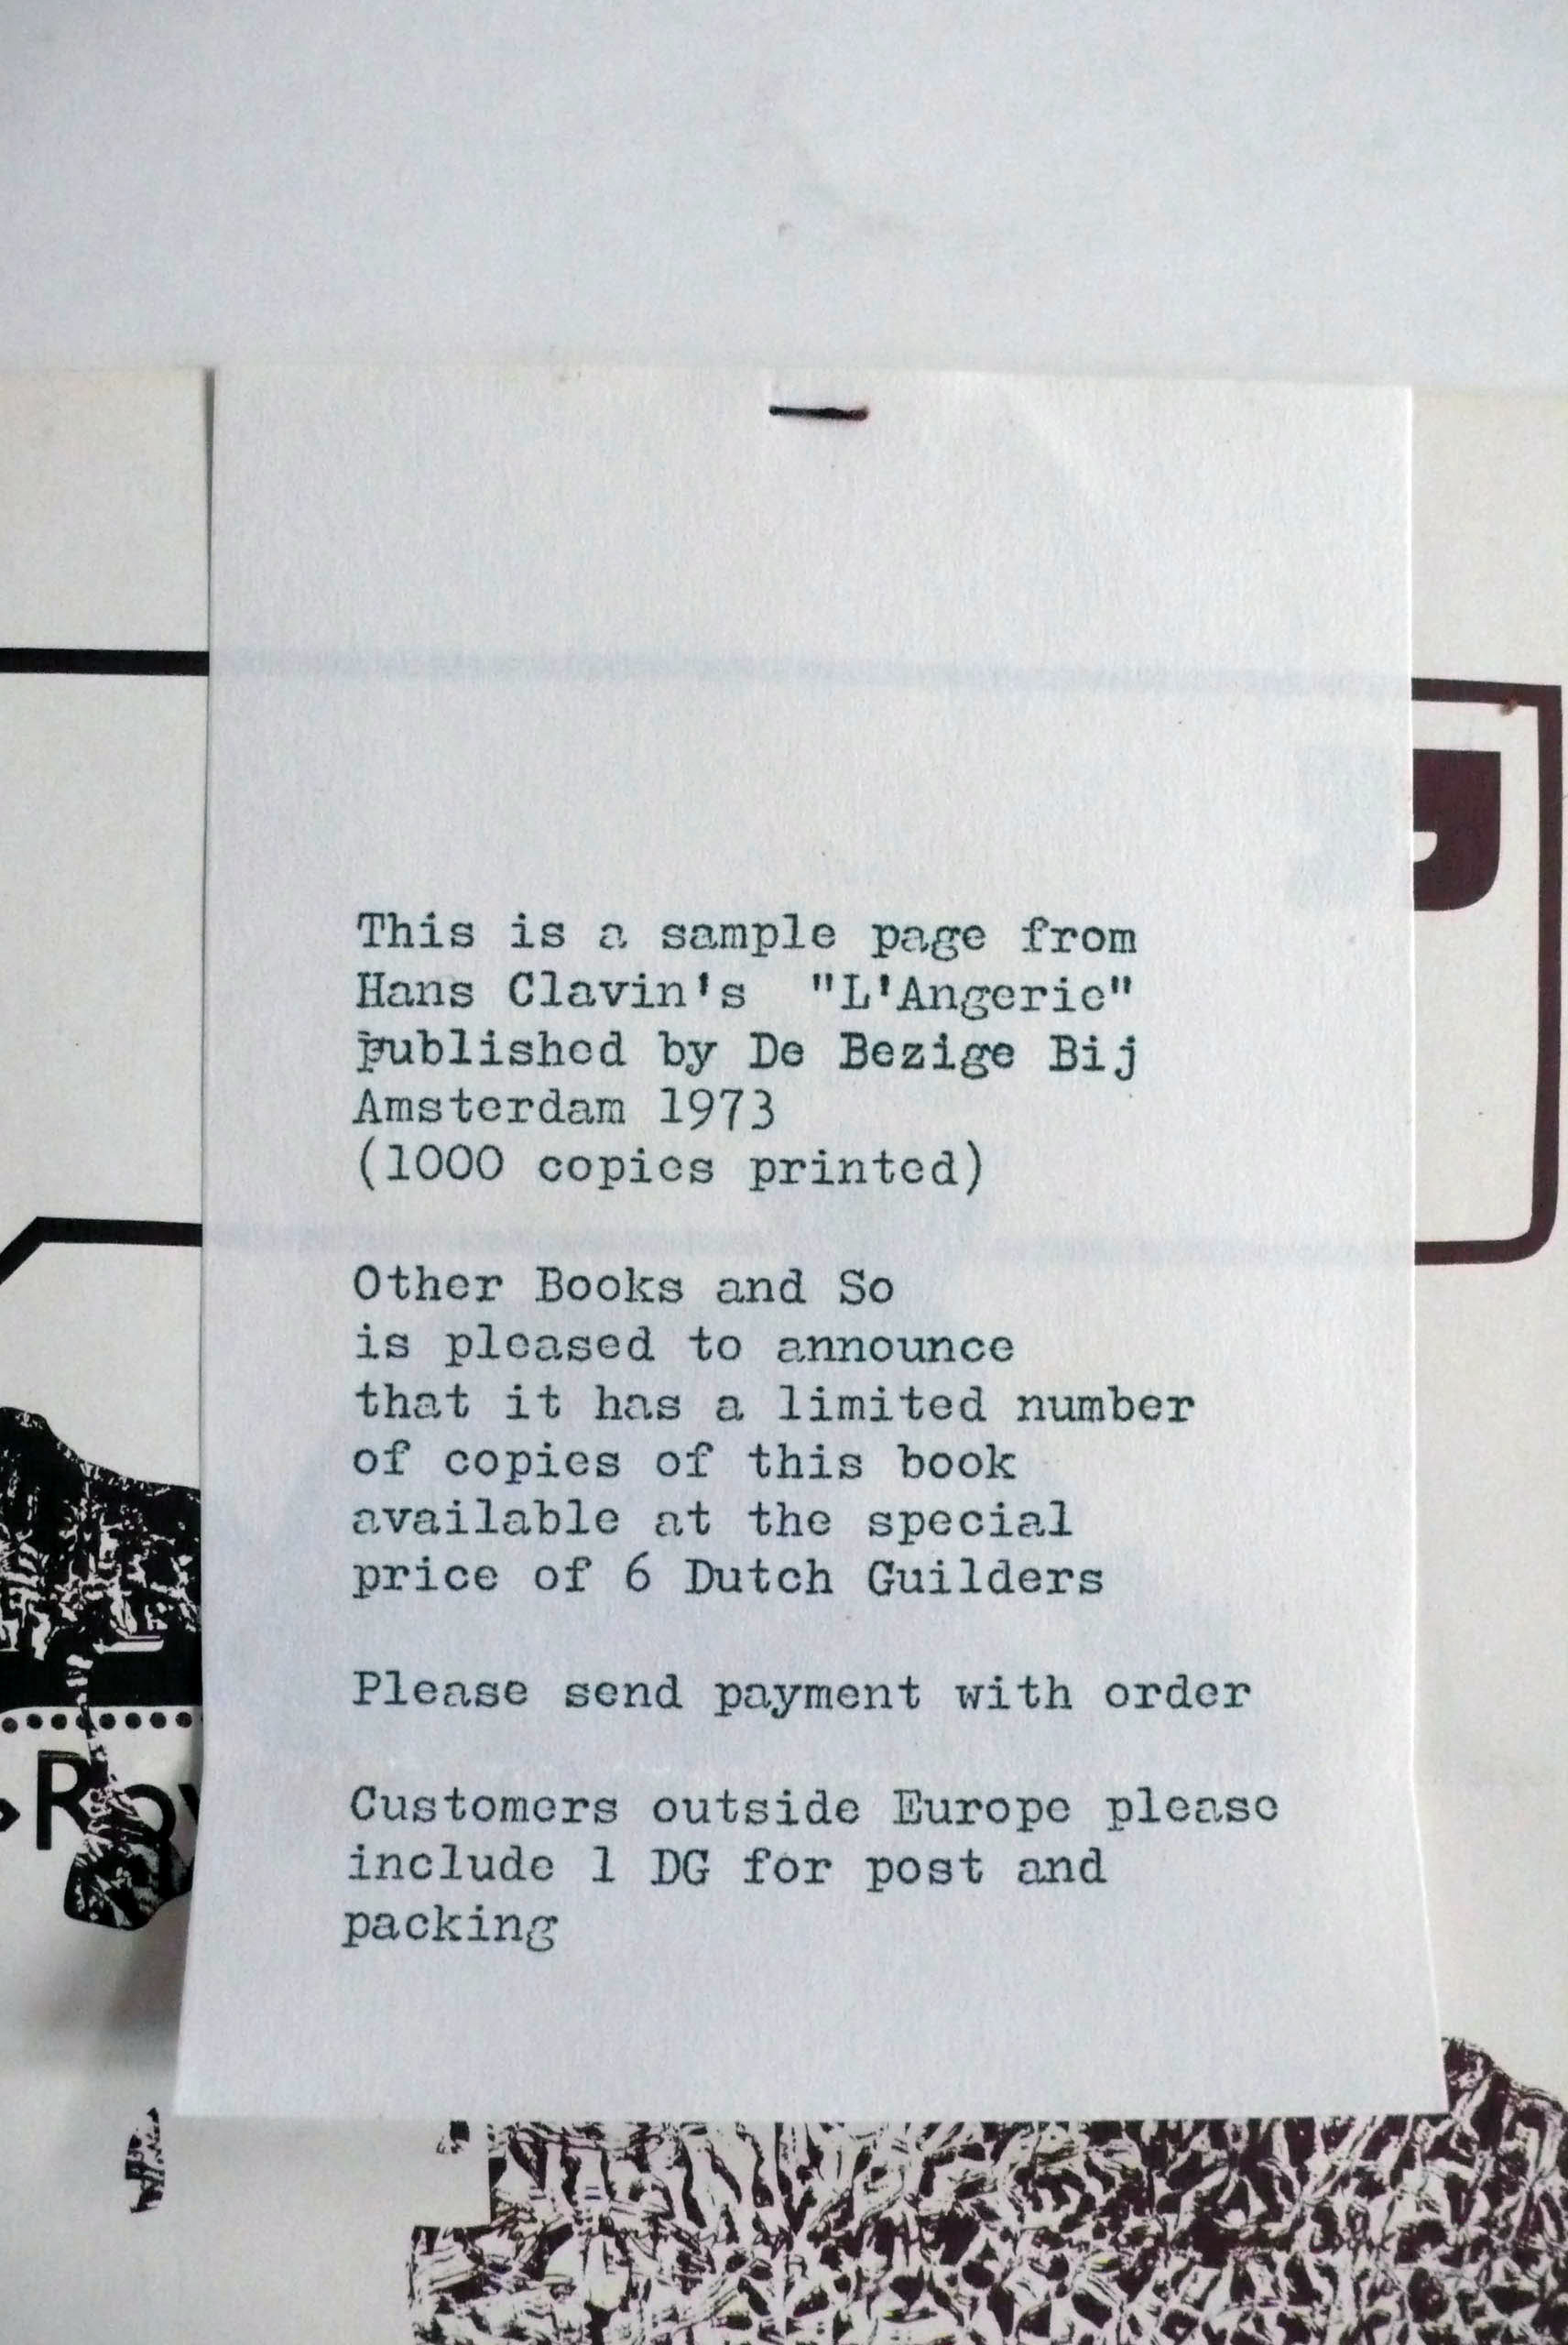 This is a sample page from
Hans Clavin's "L'Angerie"
published by De Bezige Bij
Amsterdam 1973
(1000 copies printed)
Other Books and So
is pleased to announce
that it has a limited number
of copies of this book
available at the special
price of 6 Dutch Guilders
Please send payment with order
Customers outside Europe please
include 1 DG for post and
packing